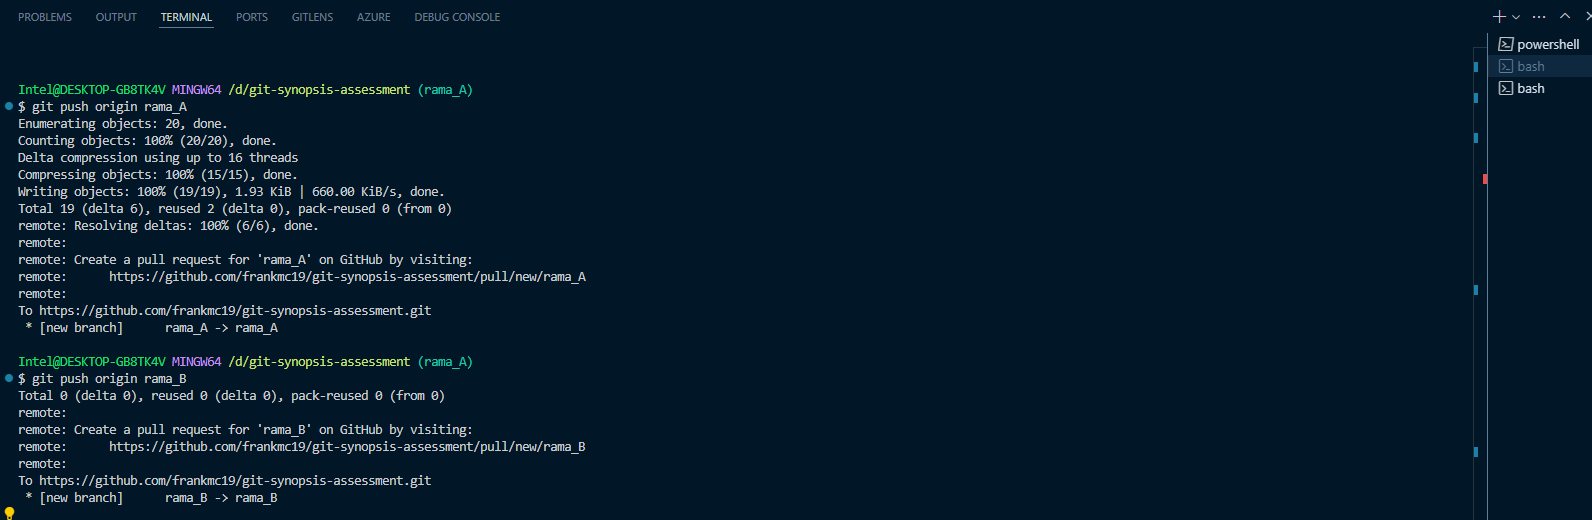 PROBLEMS OUTPUT TERMINAL PORTS GITLENS AZURE DEBUG CONSOLE
powershell
bash
bash
Intel@DESKTOP-GB8TK4V MINGW64 /d/git-synopsis-assessment (rama_A)
$ git push origin rama_A
Enumerating objects: 20, done.
Counting objects: 100% (20/20), done.
Delta compression using up to 16 threads
Compressing objects: 100% (15/15), done.
Writing objects: 100% (19/19), 1.93 KiB | 660.00 KiB/s, done.
Total 19 (delta 6), reused 2 (delta 0), pack-reused 0 (from 0)
remote: Resolving deltas: 100% (6/6), done.
remote:
remote: Create a pull request for 'rama_A' on GitHub by visiting:
remote:      https://github.com/frankmc19/git-synopsis-assessment/pull/new/rama_A
remote:
To https://github.com/frankmc19/git-synopsis-assessment.git
 * [new branch]      rama_A -> rama_A
Intel@DESKTOP-GB8TK4V MINGW64 /d/git-synopsis-assessment (rama_A)
$ git push origin rama_B
Total 0 (delta 0), reused 0 (delta 0), pack-reused 0 (from 0)
remote:
remote: Create a pull request for 'rama_B' on GitHub by visiting:
remote:      https://github.com/frankmc19/git-synopsis-assessment/pull/new/rama_B
remote:
To https://github.com/frankmc19/git-synopsis-assessment.git
 * [new branch]      rama_B -> rama_B